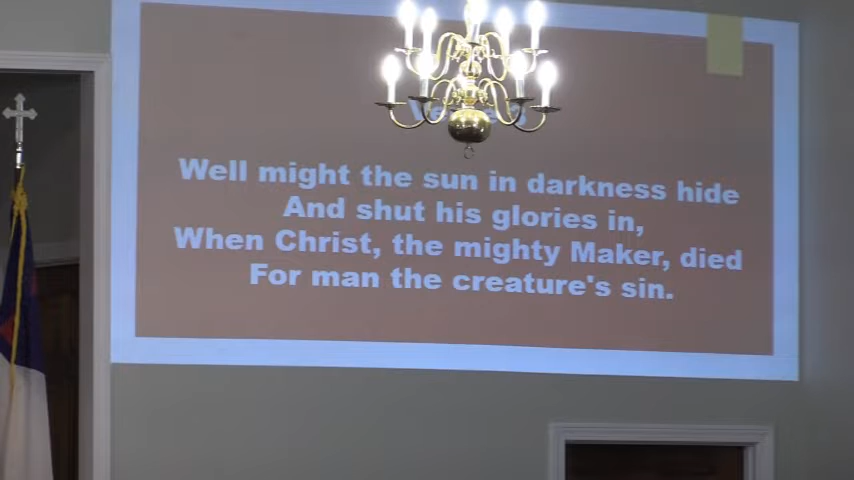 Well might the sun in darkness hide
And shut his glories in,
When Christ, the mighty Maker, died
For man the creature's sin.